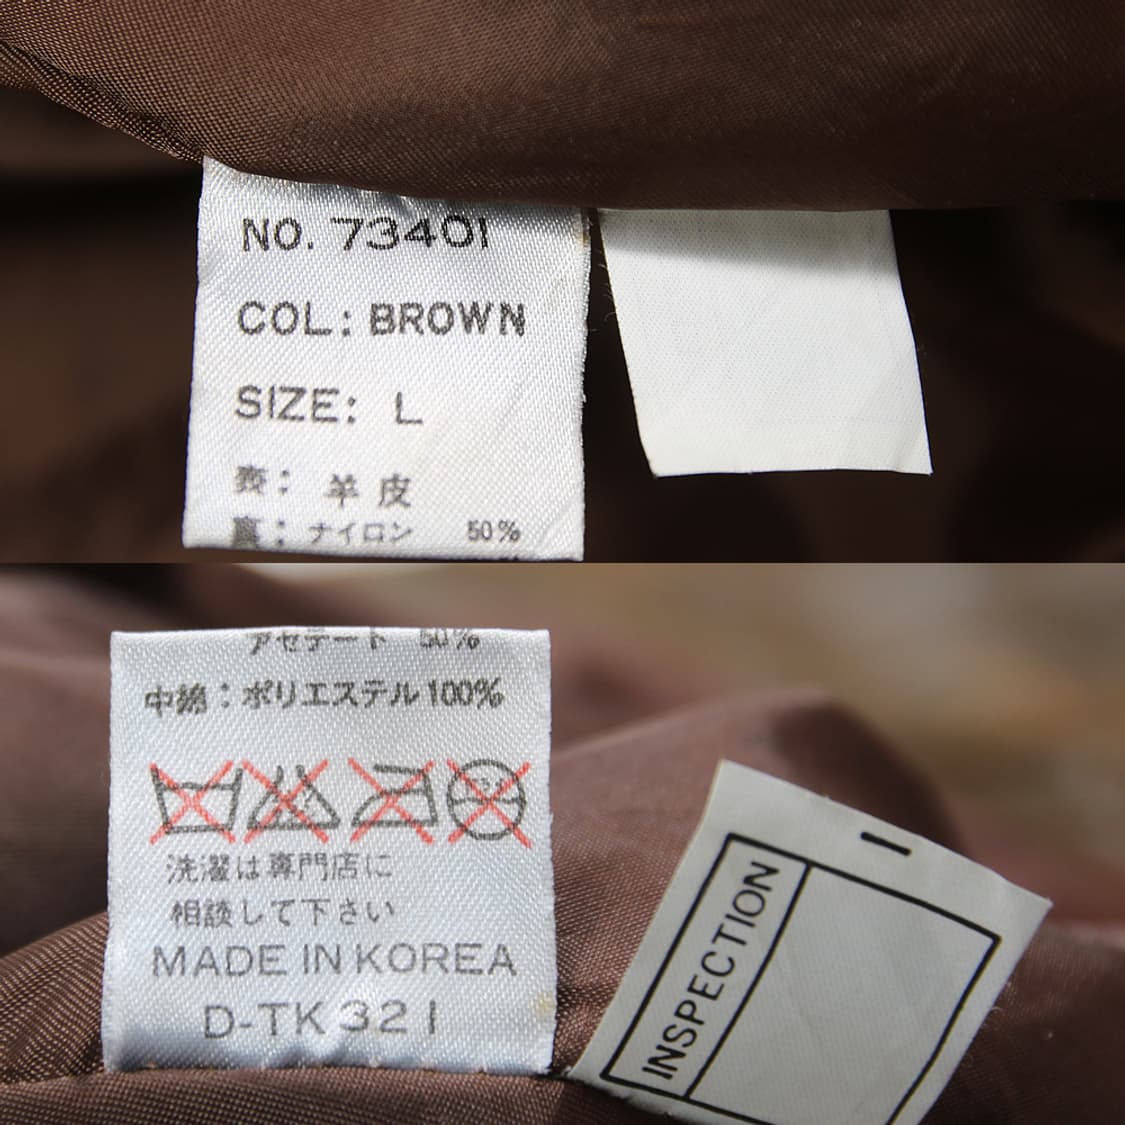 NO. 73401
COL: BROWN
SIZE: L
表: 羊皮
裏: ナイロン 50%
アセテート 50%
中綿: ポリエステル 100%
洗濯は専門店に
相談して下さい
MADE IN KOREA
D-TK 321
I
INSPECTION